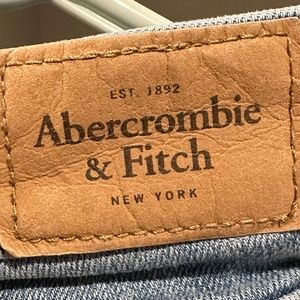 EST. 1892
Abercrombie
& Fitch
NEW YORK